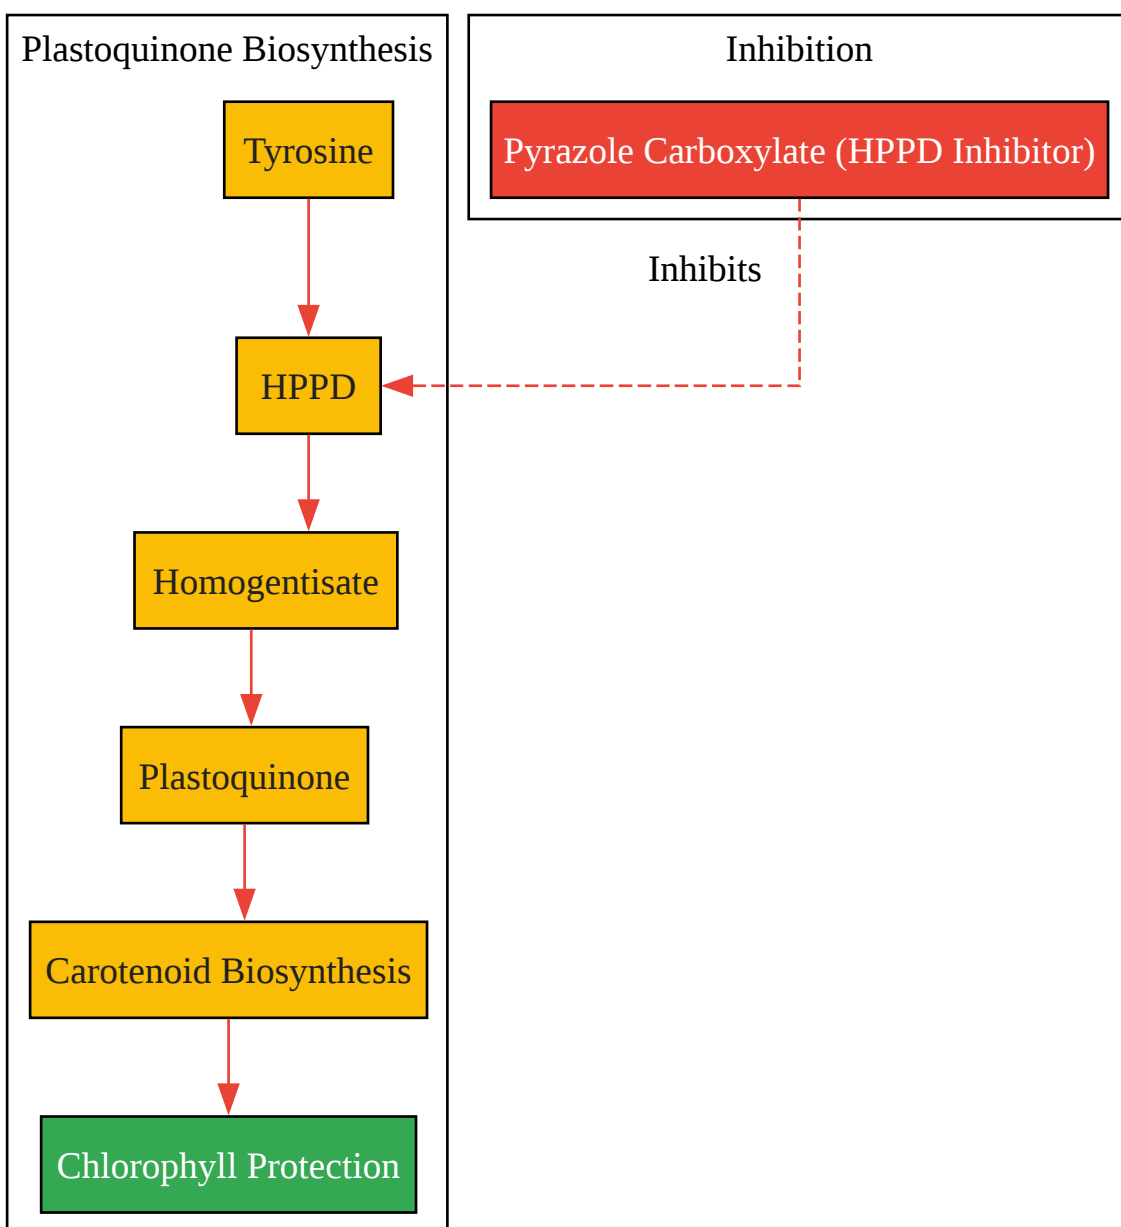 Plastoquinone Biosynthesis
Tyrosine
HPPD
Homogentisate
Plastoquinone
Carotenoid Biosynthesis
Chlorophyll Protection
Inhibition
Pyrazole Carboxylate (HPPD Inhibitor)
Inhibits